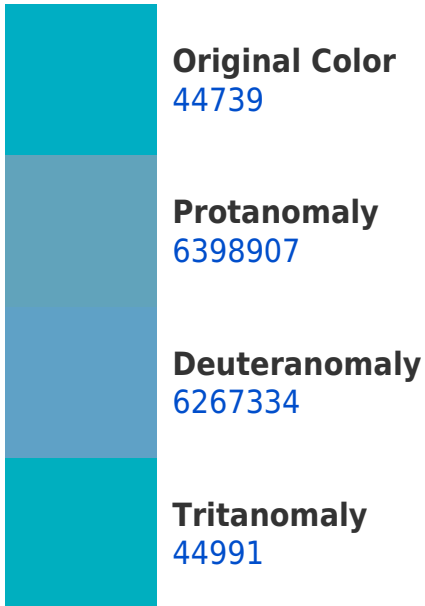 Original Color
44739
Protanomaly
6398907
Deuteranomaly
6267334
Tritanomaly
44991